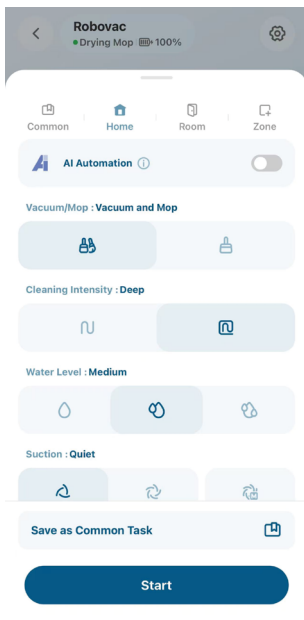 Robovac
Drying Mop 100%
Common
Home
Room
Zone
AI Automation
Vacuum/Mop : Vacuum and Mop
Cleaning Intensity : Deep
Water Level : Medium
Suction : Quiet
Save as Common Task
Start